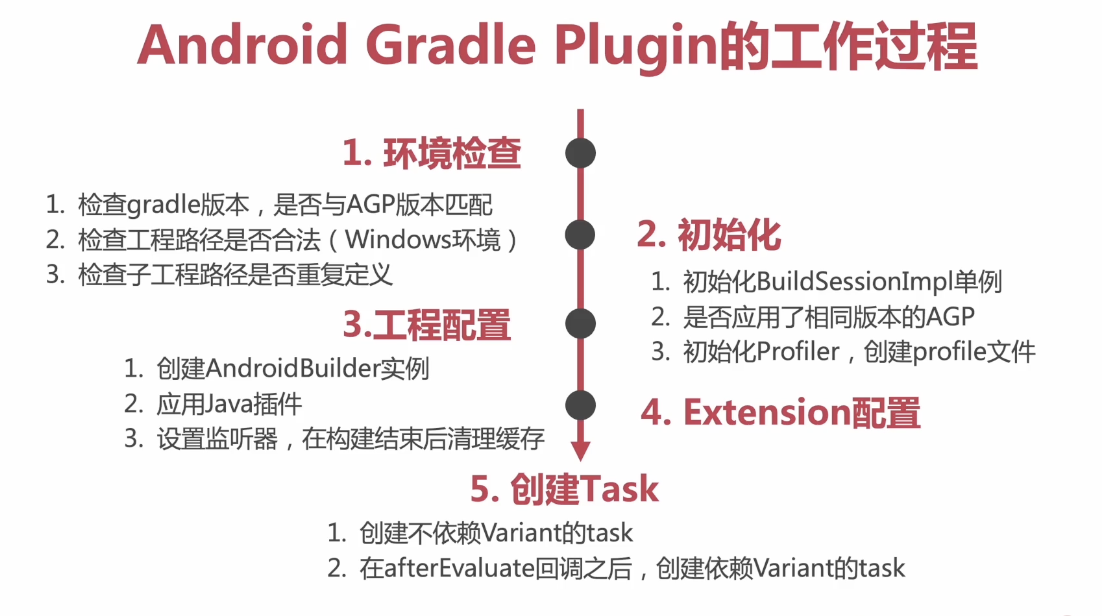 Android Gradle Plugin的工作过程
1. 环境检查
1. 检查gradle版本，是否与AGP版本匹配
2. 检查工程路径是否合法（Windows环境）
3. 检查子工程路径是否重复定义
2. 初始化
1. 初始化BuildSessionImpl单例
2. 是否应用了相同版本的AGP
3. 初始化Profiler，创建profile文件
3.工程配置
1. 创建AndroidBuilder实例
2. 应用Java插件
3. 设置监听器，在构建结束后清理缓存
4. Extension配置
5. 创建Task
1. 创建不依赖Variant的task
2. 在afterEvaluate回调之后，创建依赖Variant的task